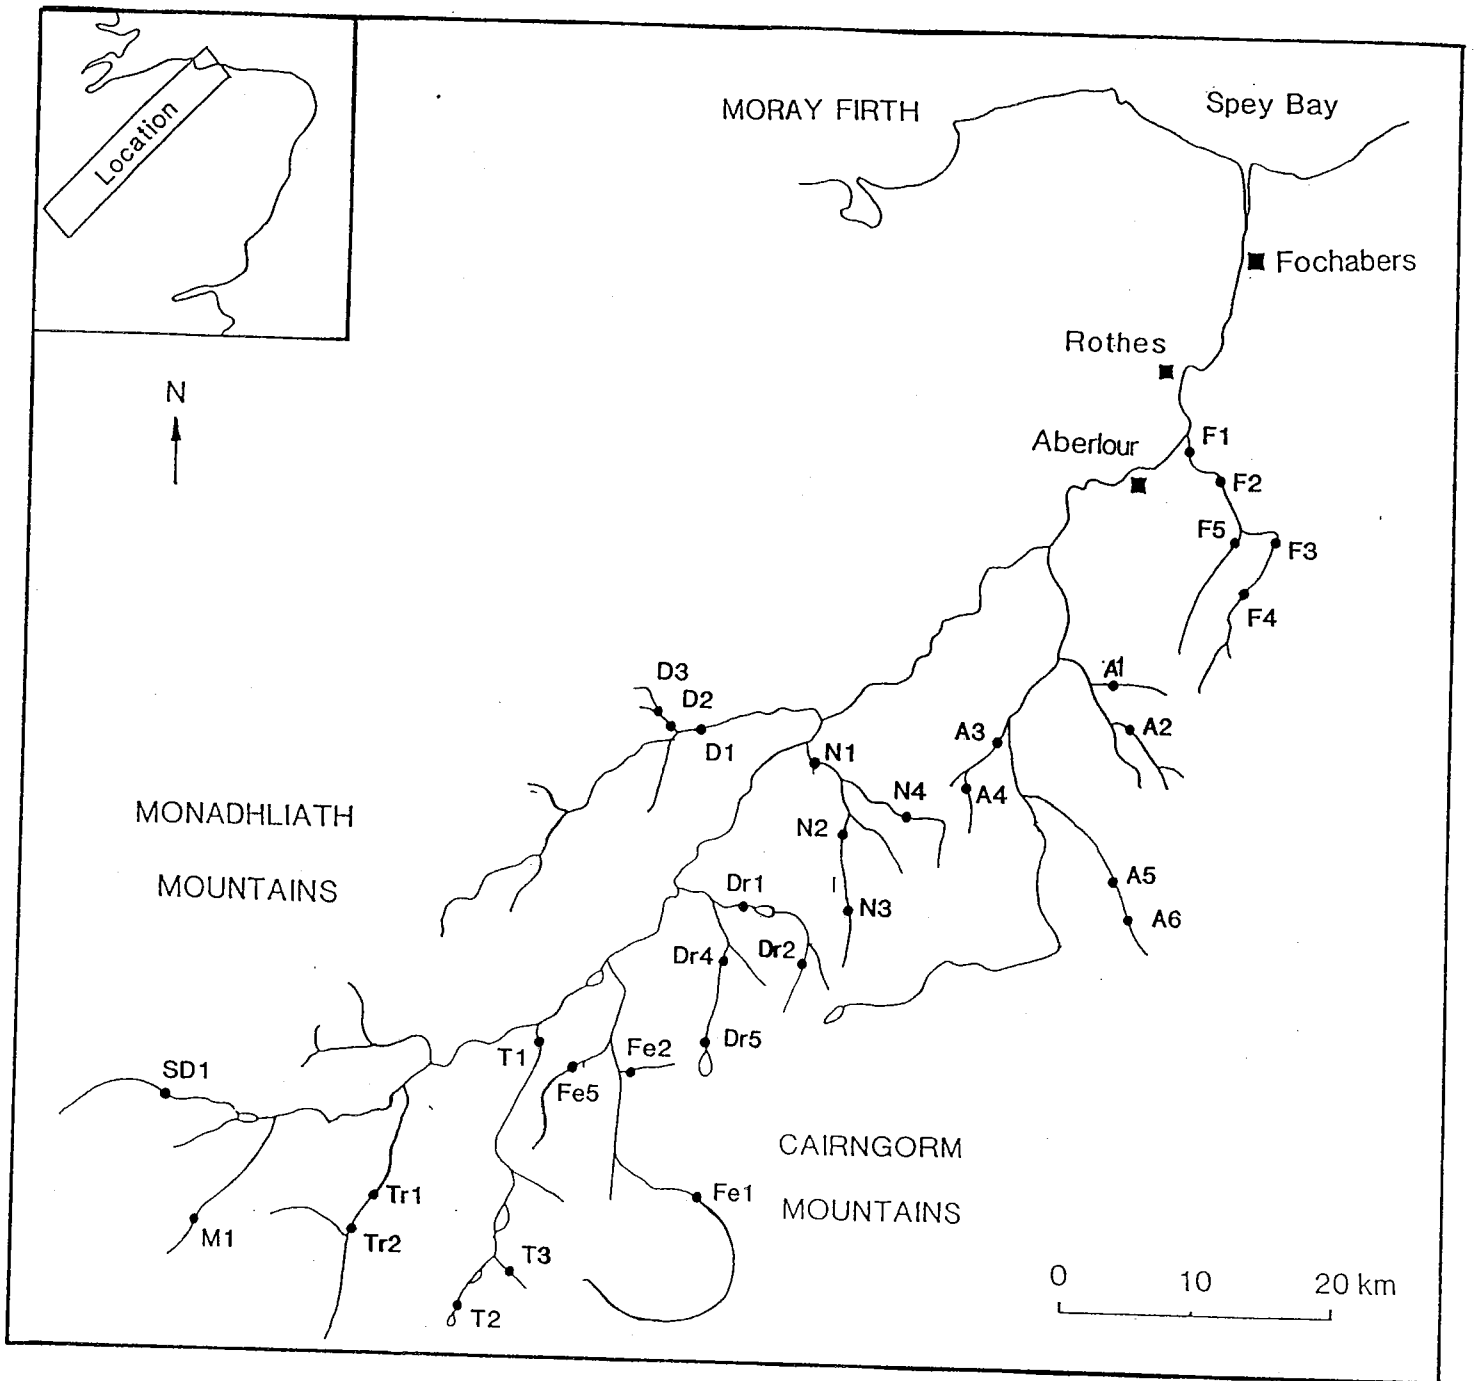 Location
MORAY FIRTH
Spey Bay
Fochabers
Rothes
N
Aberlour
F1
F2
F5
F3
F4
D3
D2
D1
A1
A2
A3
A4
N1
N4
N2
N3
MONADHLIATH
MOUNTAINS
A5
A6
Dr1
Dr4
Dr2
Dr5
SD1
T1
Fe2
Fe5
CAIRNGORM
MOUNTAINS
Fe1
Tr1
Tr2
M1
T3
T2
0 10 20 km